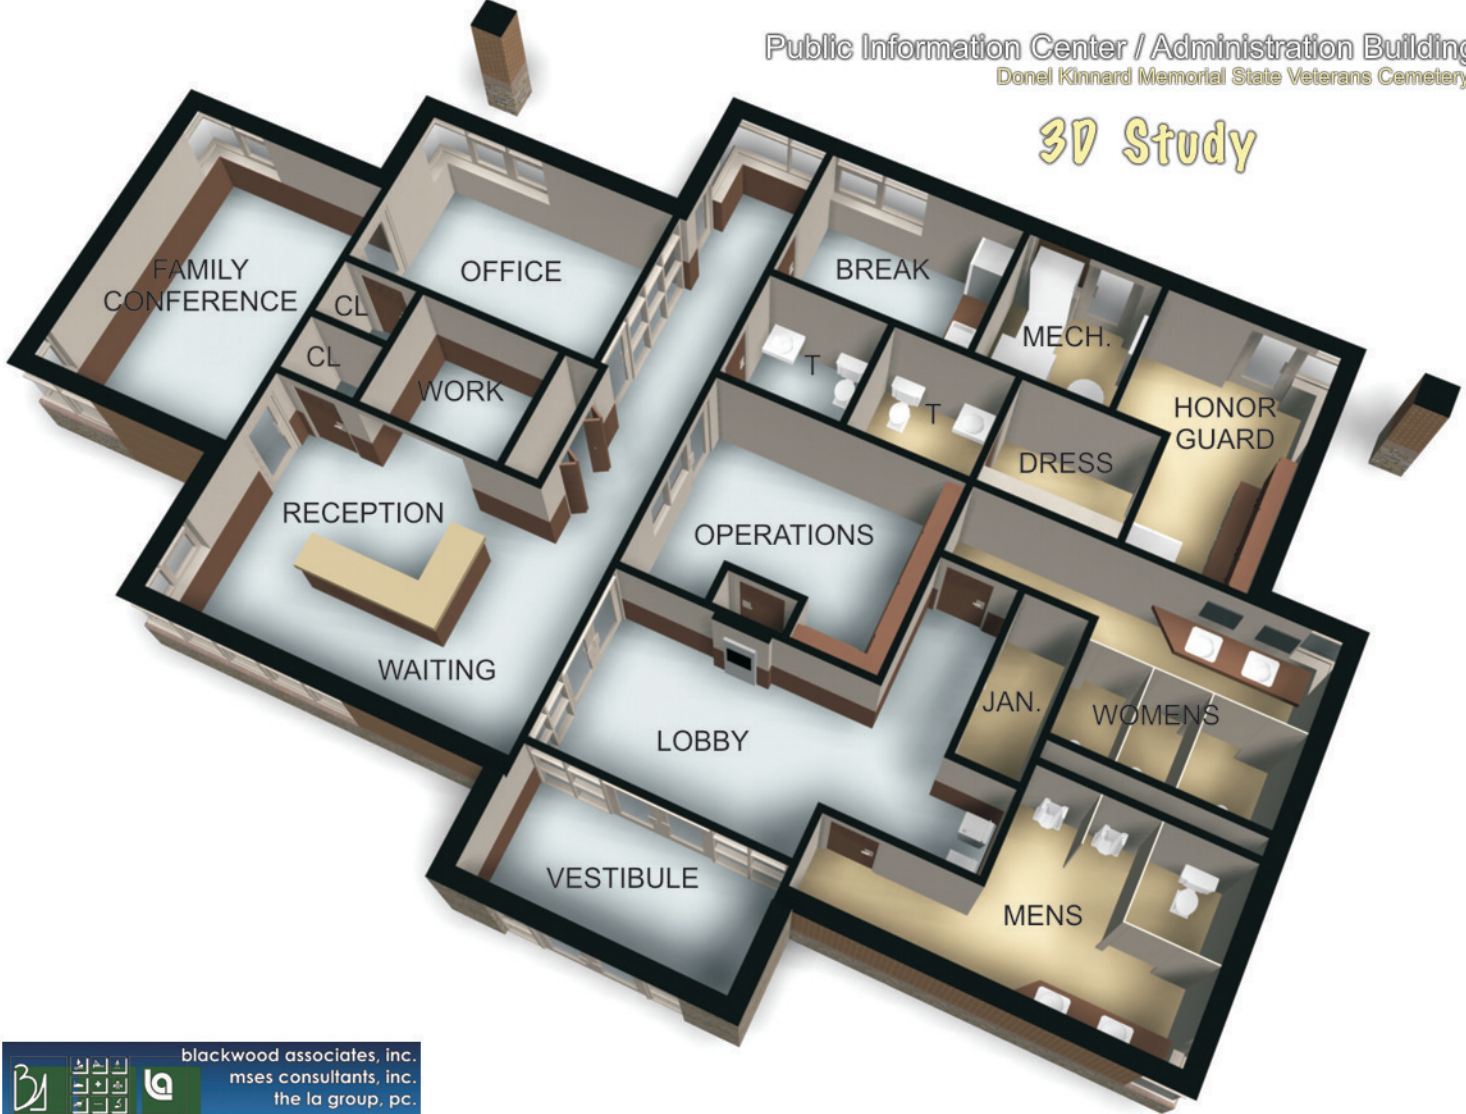 Public Information Center / Administration Building
Donel Kinnard Memorial State Veterans Cemetery
3D Study
FAMILY
CONFERENCE
OFFICE
CL
CL
WORK
BREAK
MECH.
T
T
HONOR
GUARD
DRESS
RECEPTION
OPERATIONS
WAITING
LOBBY
JAN.
WOMENS
VESTIBULE
MENS
blackwood associates, inc.
mses consultants, inc.
the la group, pc.
BA
la